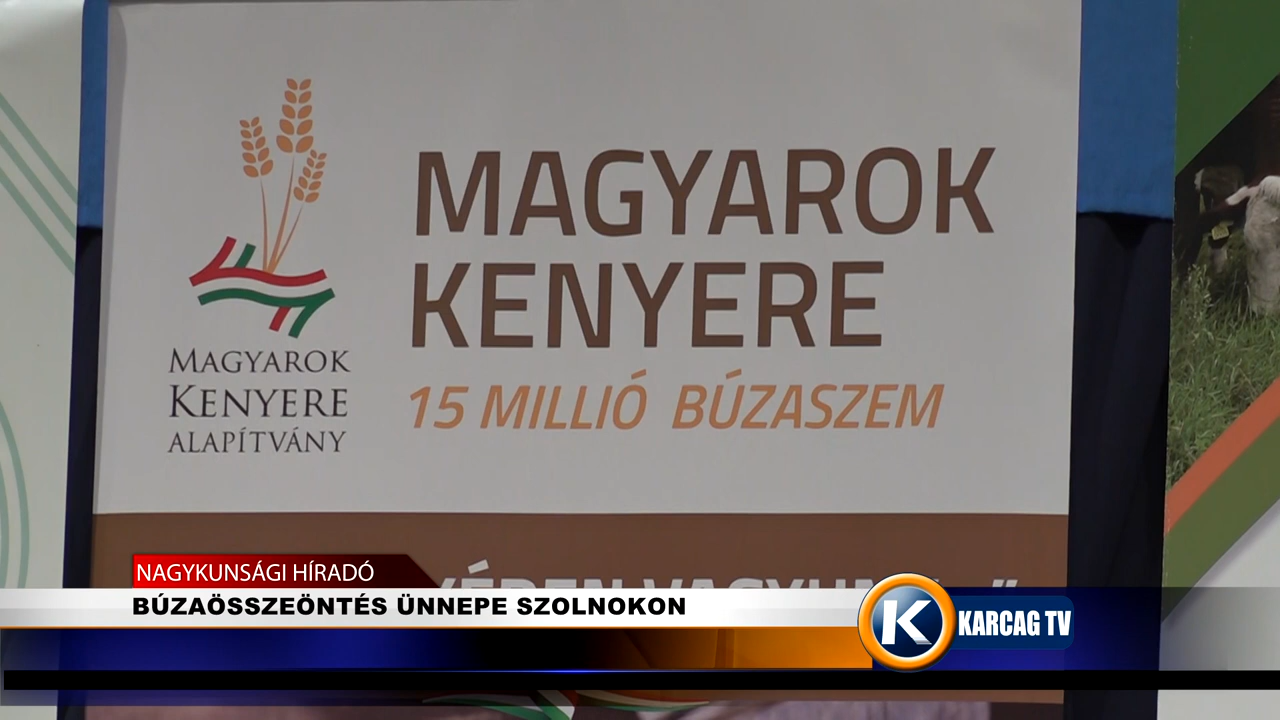 MAGYAROK
KENYERE
15 MILLIÓ BÚZASZEM
MAGYAROK
KENYERE
ALAPÍTVÁNY
NAGYKUNSÁGI HÍRADÓ
BÚZAÖSSZEÖNTÉS ÜNNEPE SZOLNOKON
K KARCAG TV